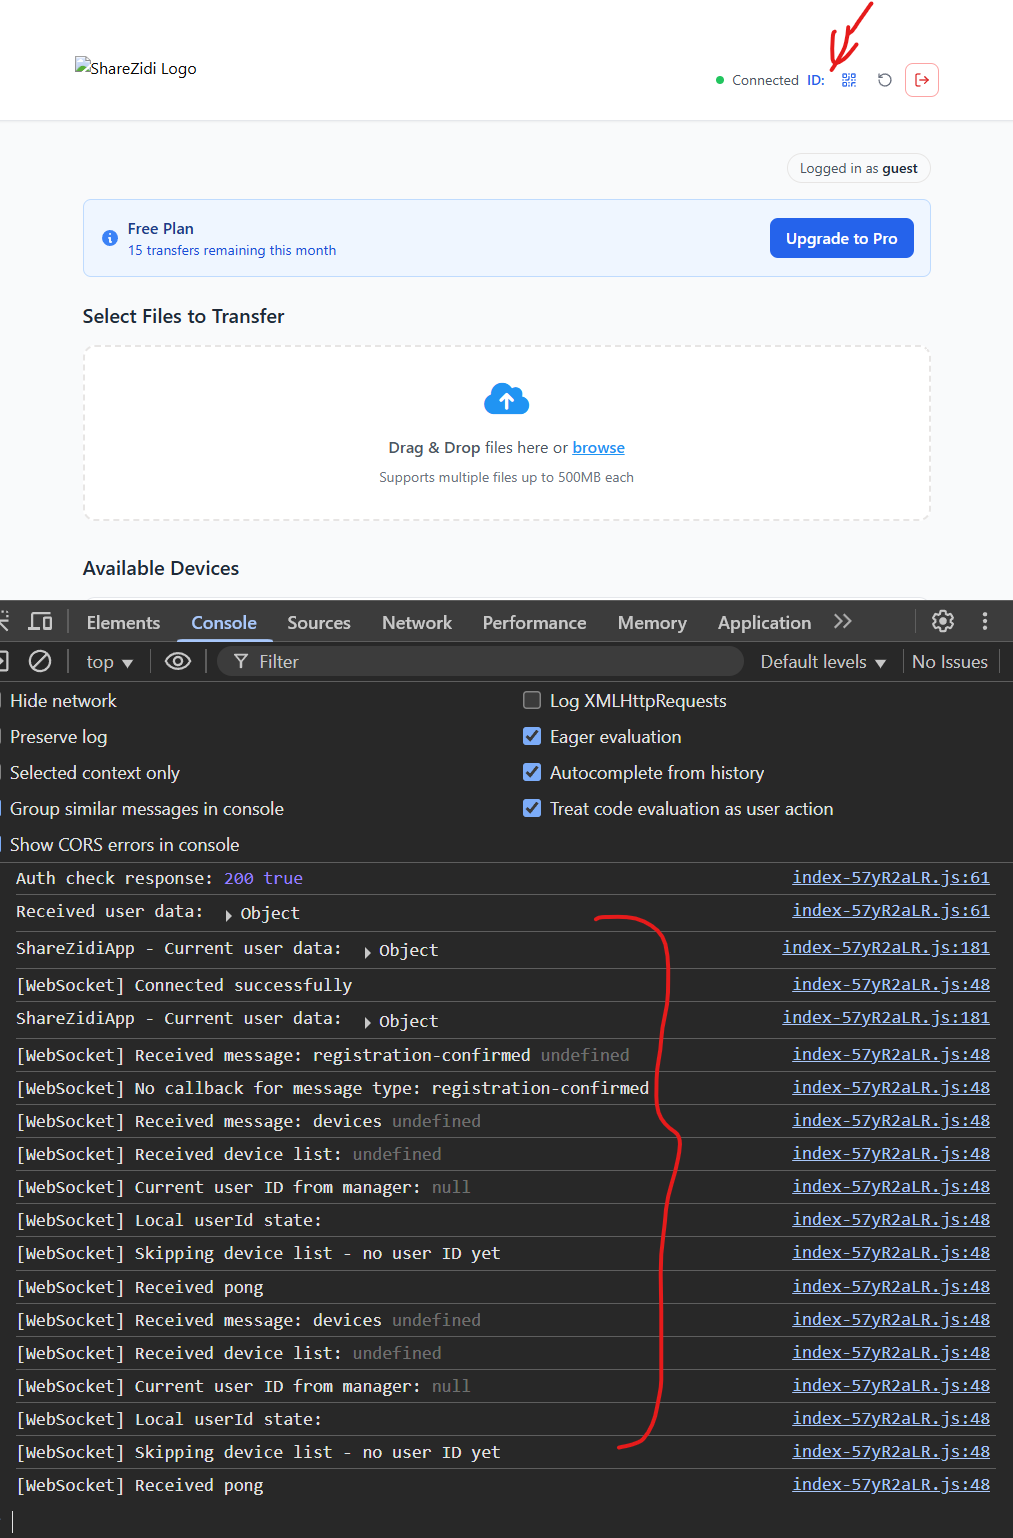 ShareZidi Logo
Connected ID:
Logged in as guest
Free Plan
15 transfers remaining this month
Upgrade to Pro
Select Files to Transfer
Drag & Drop files here or browse
Supports multiple files up to 500MB each
Available Devices
Elements Console Sources Network Performance Memory Application
top Filter Default levels No Issues
Hide network Log XMLHttpRequests
Preserve log Eager evaluation
Selected context only Autocomplete from history
Group similar messages in console Treat code evaluation as user action
Show CORS errors in console
Auth check response: 200 true index-57yR2aLR.js:61
Received user data: Object index-57yR2aLR.js:61
ShareZidiApp - Current user data: Object index-57yR2aLR.js:181
[WebSocket] Connected successfully index-57yR2aLR.js:48
ShareZidiApp - Current user data: Object index-57yR2aLR.js:181
[WebSocket] Received message: registration-confirmed undefined index-57yR2aLR.js:48
[WebSocket] No callback for message type: registration-confirmed index-57yR2aLR.js:48
[WebSocket] Received message: devices undefined index-57yR2aLR.js:48
[WebSocket] Received device list: undefined index-57yR2aLR.js:48
[WebSocket] Current user ID from manager: null index-57yR2aLR.js:48
[WebSocket] Local userId state: index-57yR2aLR.js:48
[WebSocket] Skipping device list - no user ID yet index-57yR2aLR.js:48
[WebSocket] Received pong index-57yR2aLR.js:48
[WebSocket] Received message: devices undefined index-57yR2aLR.js:48
[WebSocket] Received device list: undefined index-57yR2aLR.js:48
[WebSocket] Current user ID from manager: null index-57yR2aLR.js:48
[WebSocket] Local userId state: index-57yR2aLR.js:48
[WebSocket] Skipping device list - no user ID yet index-57yR2aLR.js:48
[WebSocket] Received pong index-57yR2aLR.js:48